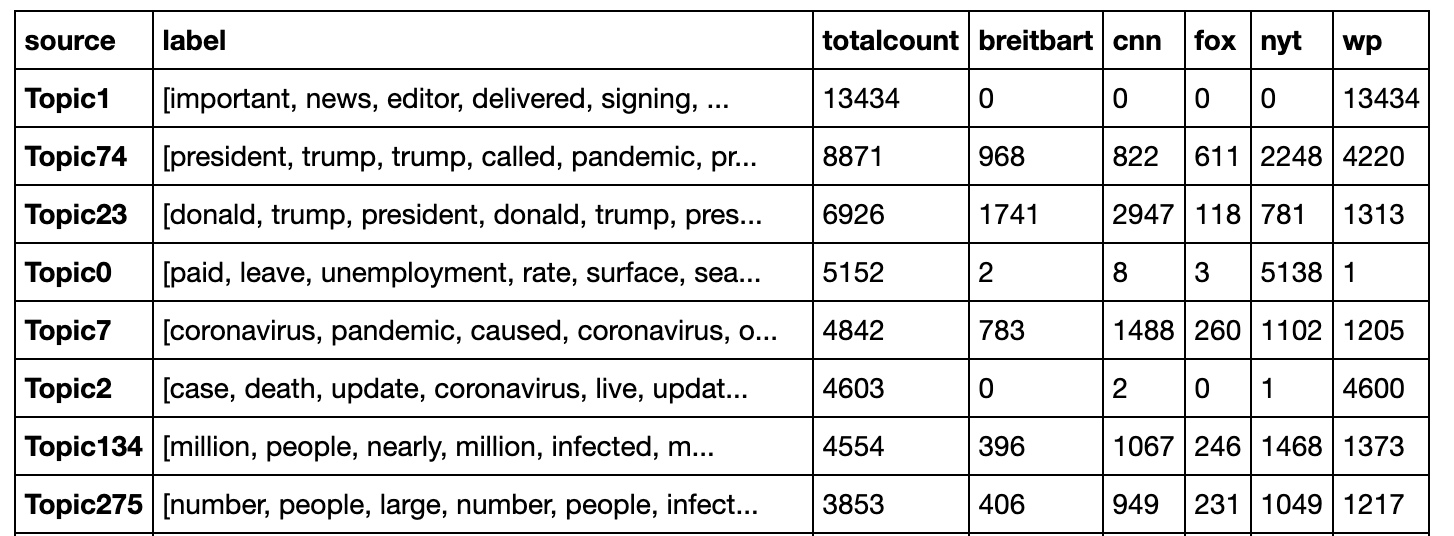 source label totalcount breitbart cnn fox nyt wp
Topic1 [important, news, editor, delivered, signing, ... 13434 0 0 0 0 13434
Topic74 [president, trump, trump, called, pandemic, pr... 8871 968 822 611 2248 4220
Topic23 [donald, trump, president, donald, trump, pres... 6926 1741 2947 118 781 1313
Topic0 [paid, leave, unemployment, rate, surface, sea... 5152 2 8 3 5138 1
Topic7 [coronavirus, pandemic, caused, coronavirus, o... 4842 783 1488 260 1102 1205
Topic2 [case, death, update, coronavirus, live, updat... 4603 0 2 0 1 4600
Topic134 [million, people, nearly, million, infected, m... 4554 396 1067 246 1468 1373
Topic275 [number, people, large, number, people, infect... 3853 406 949 231 1049 1217